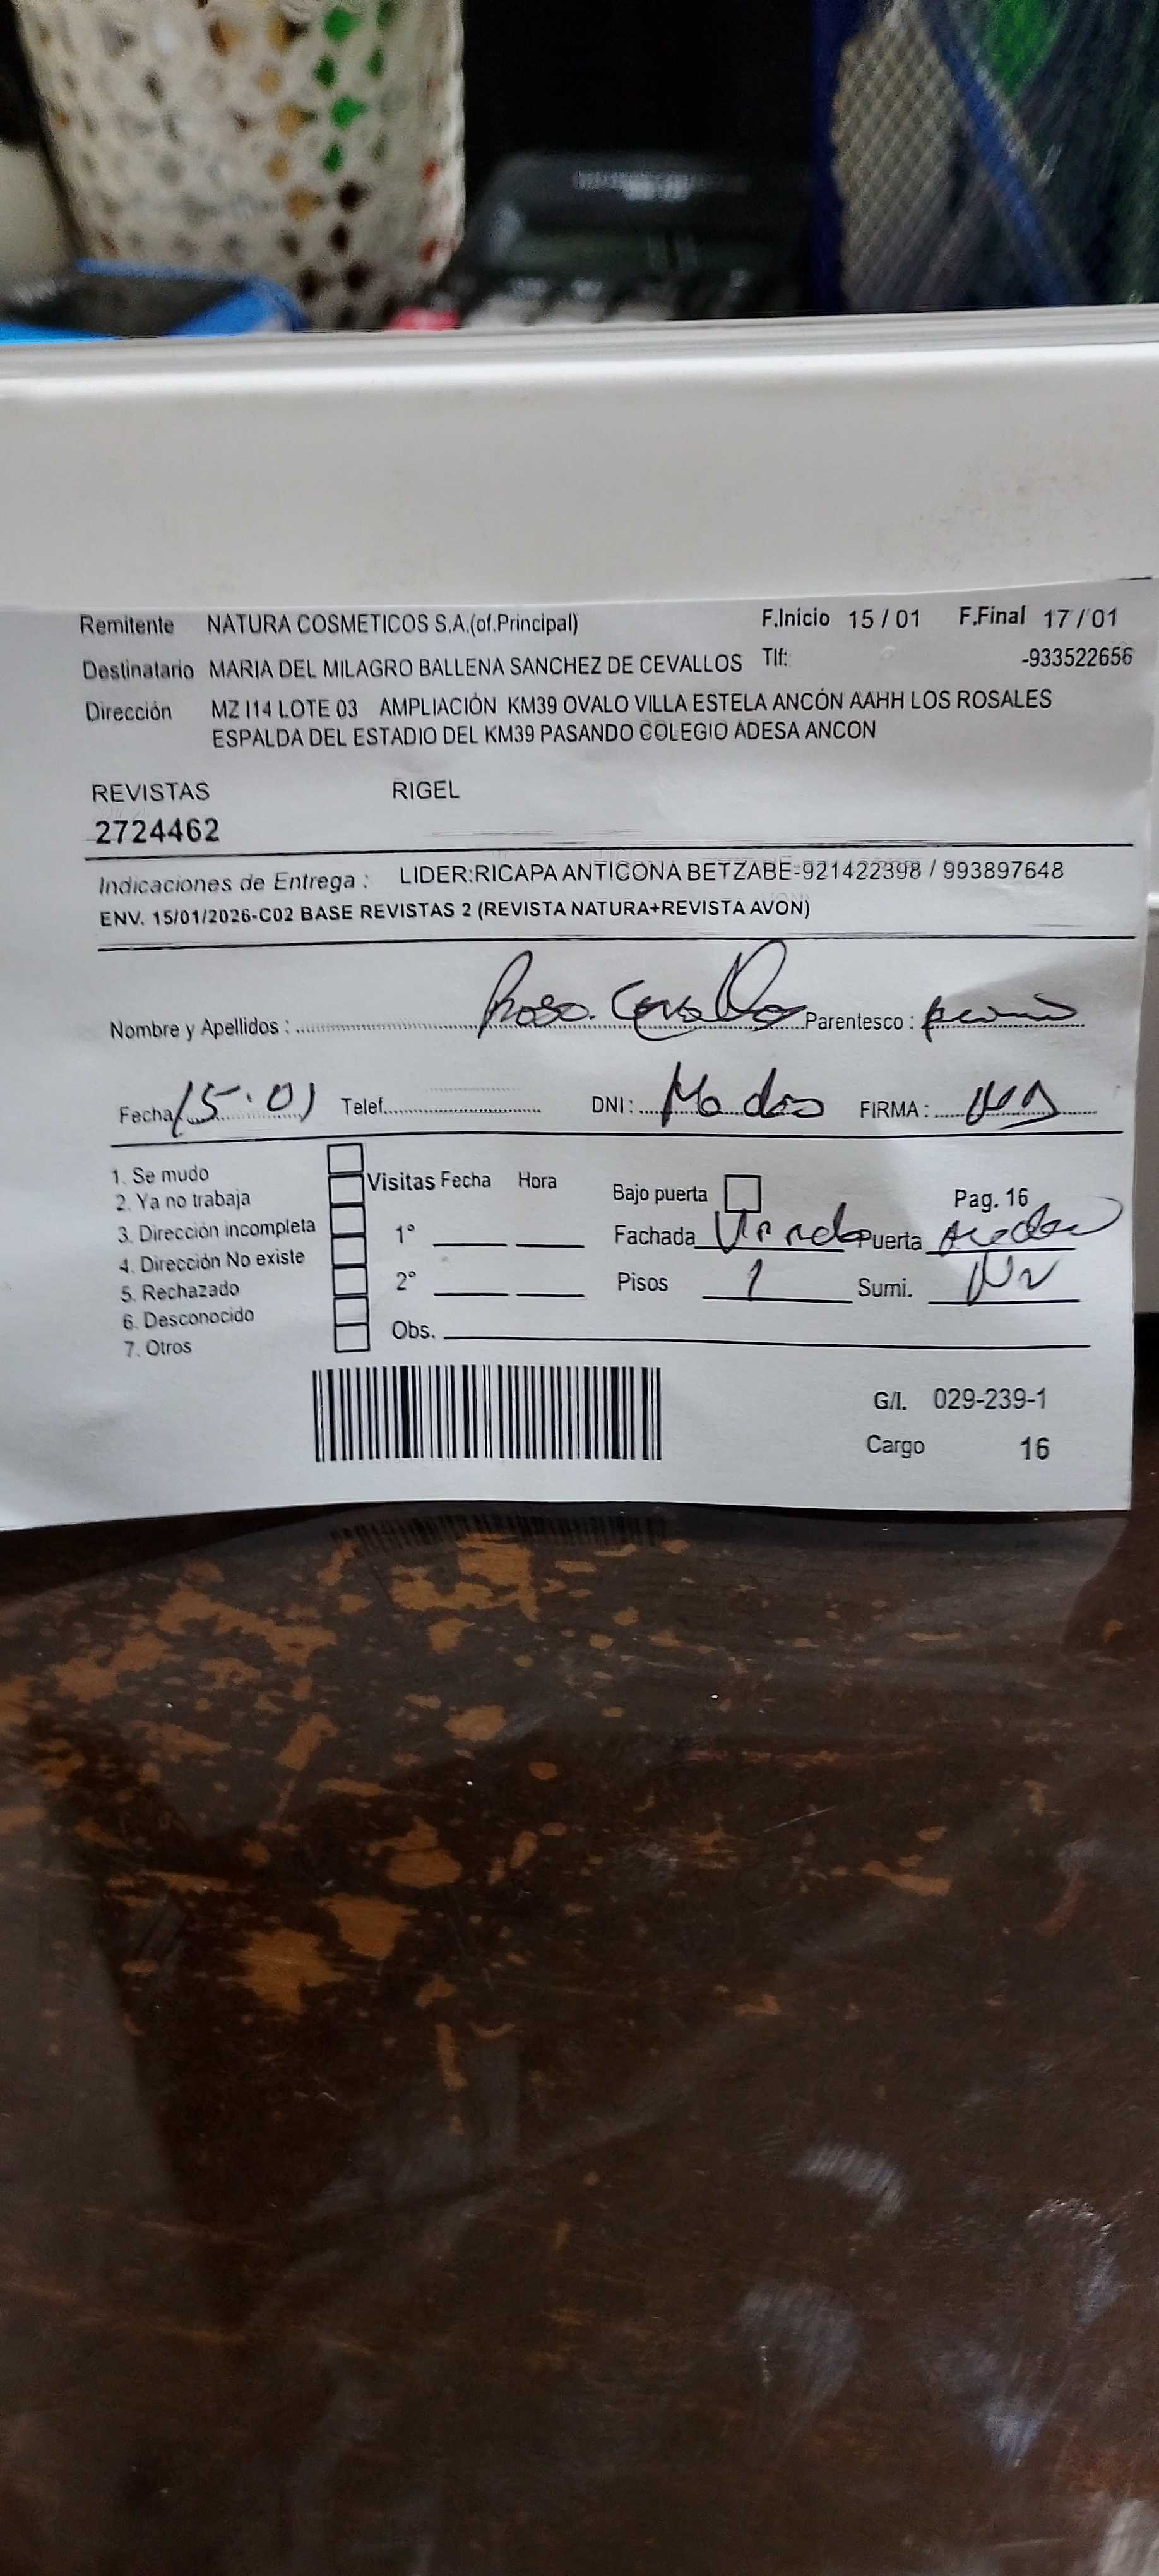 Remitente NATURA COSMETICOS S.A.(of.Principal) F.Inicio 15 / 01 F.Final 17 / 01
Destinatario MARIA DEL MILAGRO BALLENA SANCHEZ DE CEVALLOS Tlf: -933522656
Dirección MZ I14 LOTE 03 AMPLIACIÓN KM39 OVALO VILLA ESTELA ANCÓN AAHH LOS ROSALES
ESPALDA DEL ESTADIO DEL KM39 PASANDO COLEGIO ADESA ANCON
REVISTAS RIGEL
2724462
Indicaciones de Entrega : LIDER:RICAPA ANTICONA BETZABE-921422398 / 993897648
ENV. 15/01/2026-C02 BASE REVISTAS 2 (REVISTA NATURA+REVISTA AVON)
Nombre y Apellidos : Rosa Cevallos Parentesco :
Fecha 15.01 Telef. DNI: FIRMA :
1. Se mudo
2. Ya no trabaja
3. Dirección incompleta
4. Dirección No existe
5. Rechazado
6. Desconocido
7. Otros
Visitas Fecha Hora
1°
2°
Obs.
Bajo puerta Pag. 16
Fachada Puerta
Pisos 1 Sumi.
G/I. 029-239-1
Cargo 16